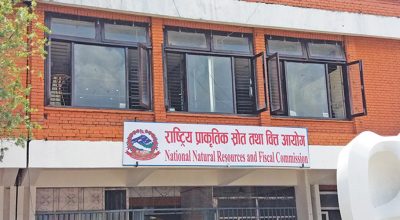 राष्ट्रिय प्राकृतिक स्रोत तथा वित्त आयोग
National Natural Resources and Fiscal Commission